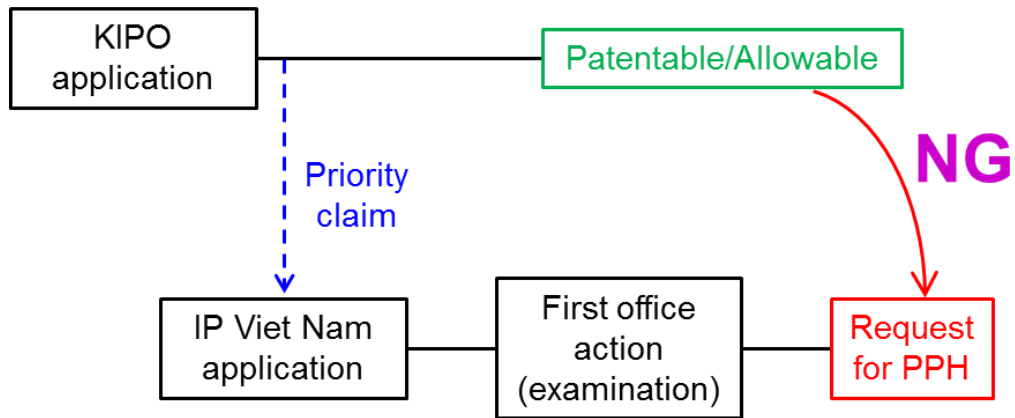 KIPO
application
Patentable/Allowable
NG
Priority
claim
IP Viet Nam
application
First office
action
(examination)
Request
for PPH